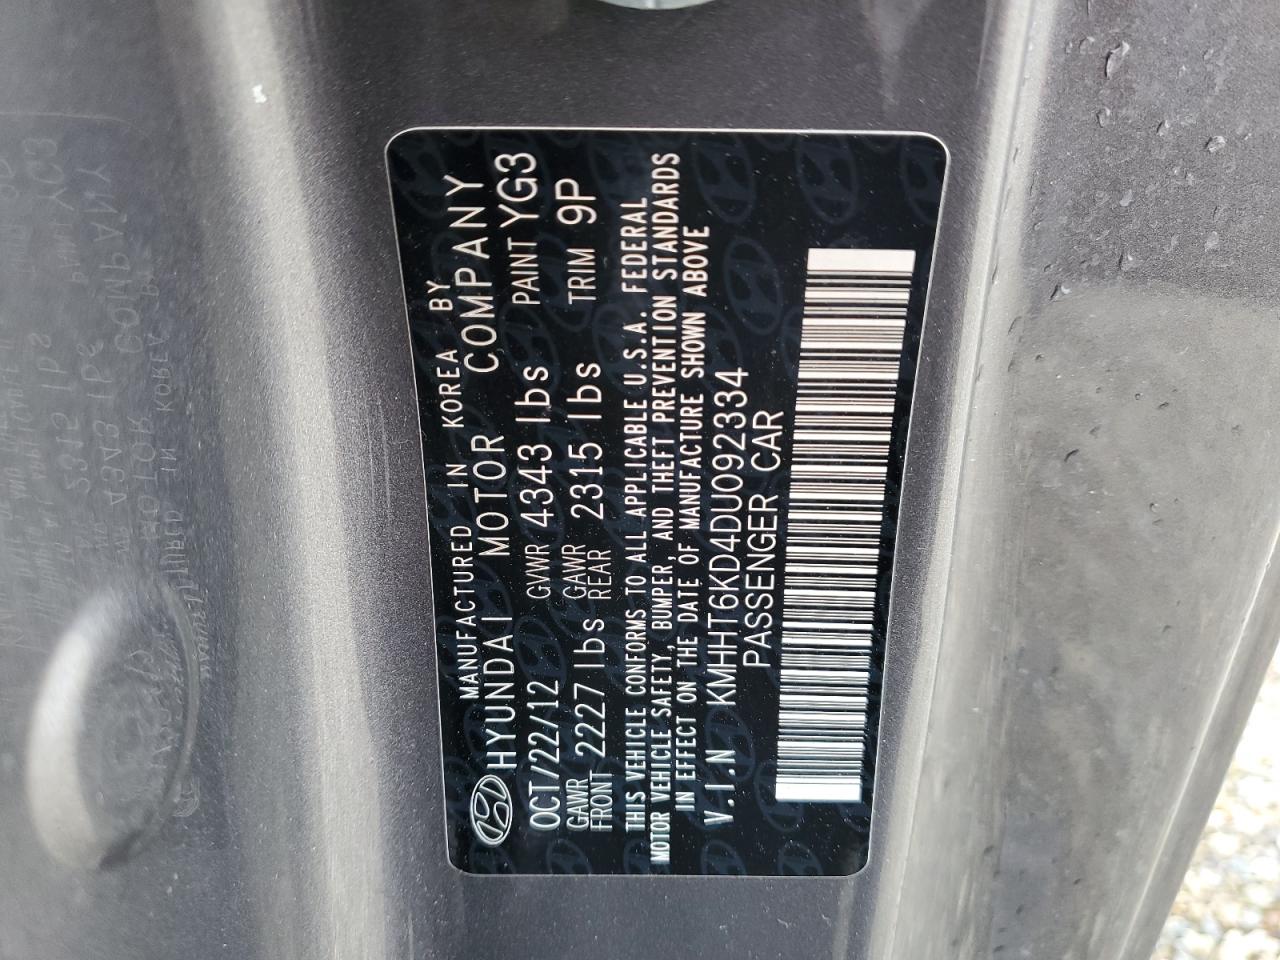 MANUFACTURED IN KOREA BY
HYUNDAI MOTOR COMPANY
OCT/22/12 GVWR 4343 lbs PAINT YG3
GAWR FRONT 2227 lbs GAWR REAR 2315 lbs TRIM 9P
THIS VEHICLE CONFORMS TO ALL APPLICABLE U.S.A. FEDERAL
MOTOR VEHICLE SAFETY, BUMPER, AND THEFT PREVENTION STANDARDS
IN EFFECT ON THE DATE OF MANUFACTURE SHOWN ABOVE
V.I.N KMHHT6KD4DU092334
PASSENGER CAR